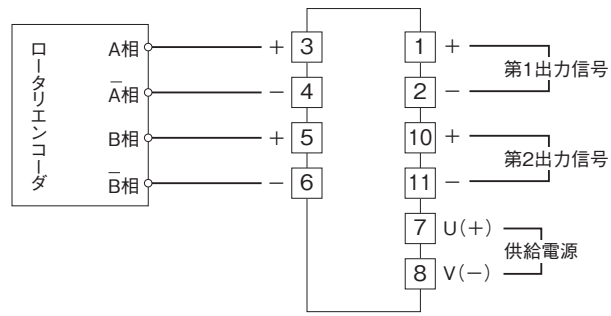 ロータリエンコーダ
A相 + 3
A̅相 − 4
B相 + 5
B̅相 − 6
1 +
2 −
第1出力信号
10 +
11 −
第2出力信号
7 U(+)
8 V(−)
供給電源